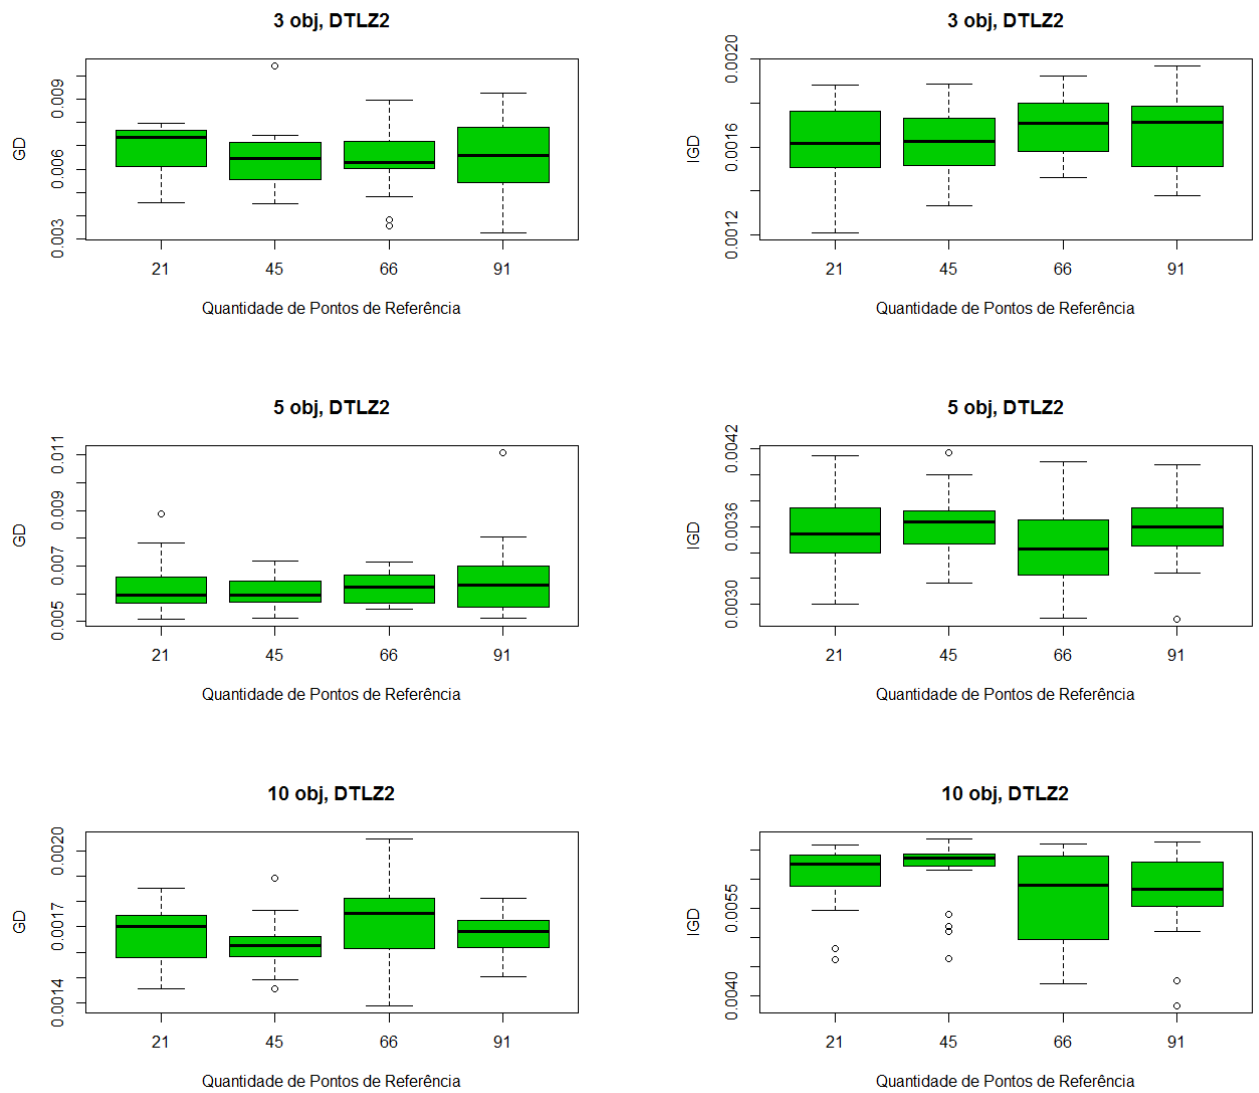 3 obj, DTLZ2
GD
0.003 0.006 0.009
21 45 66 91
Quantidade de Pontos de Referência
3 obj, DTLZ2
IGD
0.0012 0.0016 0.0020
21 45 66 91
Quantidade de Pontos de Referência
5 obj, DTLZ2
GD
0.005 0.007 0.009 0.011
21 45 66 91
Quantidade de Pontos de Referência
5 obj, DTLZ2
IGD
0.0030 0.0036 0.0042
21 45 66 91
Quantidade de Pontos de Referência
10 obj, DTLZ2
GD
0.0014 0.0017 0.0020
21 45 66 91
Quantidade de Pontos de Referência
10 obj, DTLZ2
IGD
0.0040 0.0055
21 45 66 91
Quantidade de Pontos de Referência